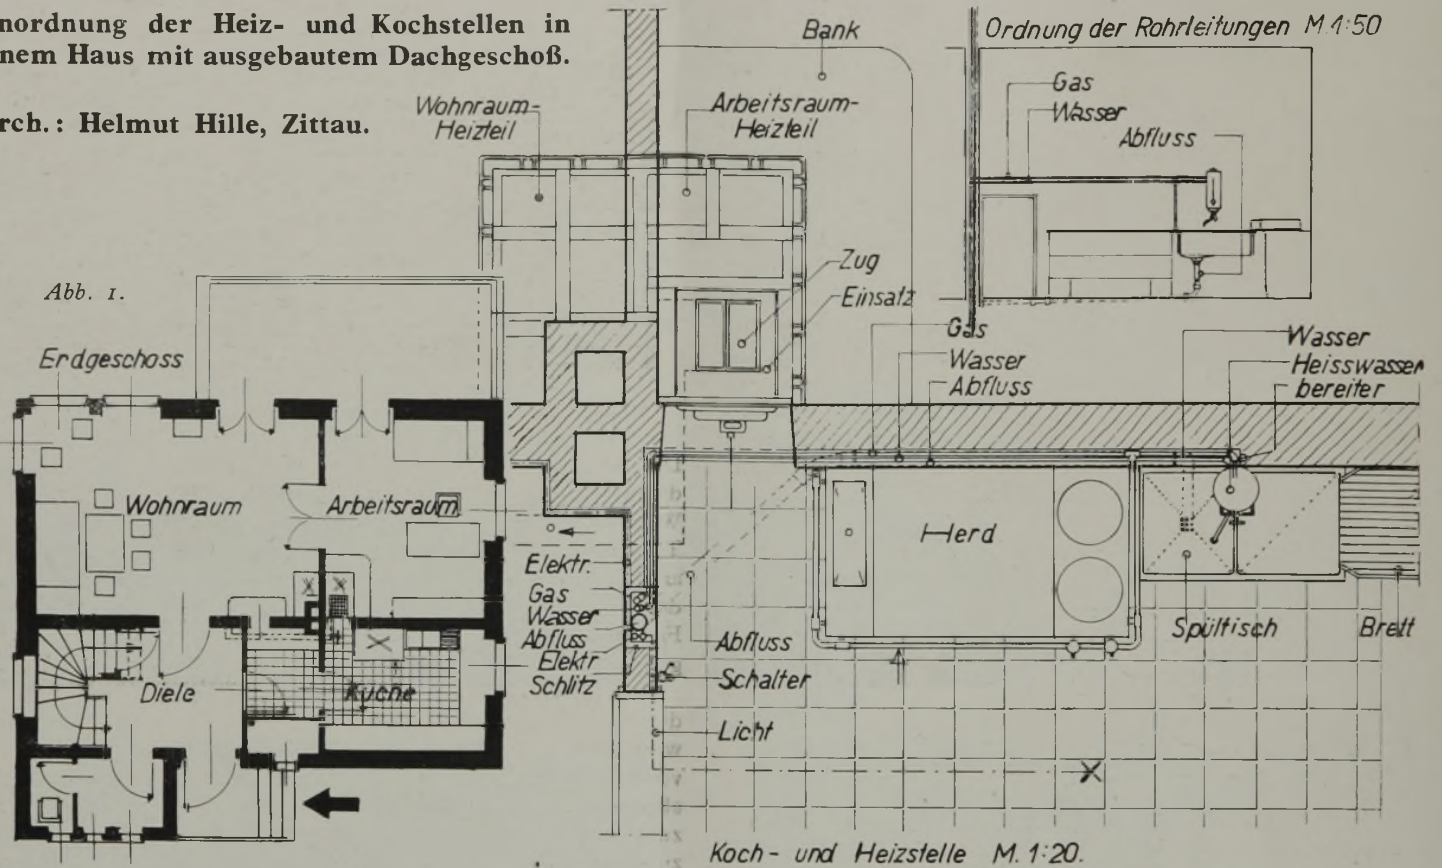 nordnung der Heiz- und Kochstellen in
nem Haus mit ausgebautem Dachgeschoß.
rch.: Helmut Hille, Zittau.
Abb. 1.
Erdgeschoss
Wohnraum
Arbeitsraum
Diele
Küche
Wohnraum-
Heizteil
Arbeitsraum-
Heizteil
Bank
Zug
Einsatz
Gas
Wasser
Abfluss
Wasser
Heisswasser
bereiter
Herd
Spültisch
Brett
Elektr.
Gas
Wasser
Abfluss
Elektr
Schlitz
Abfluss
Schalter
Licht
Koch- und Heizstelle M. 1:20.
Ordnung der Rohrleitungen M 1:50
Gas
Wasser
Abfluss